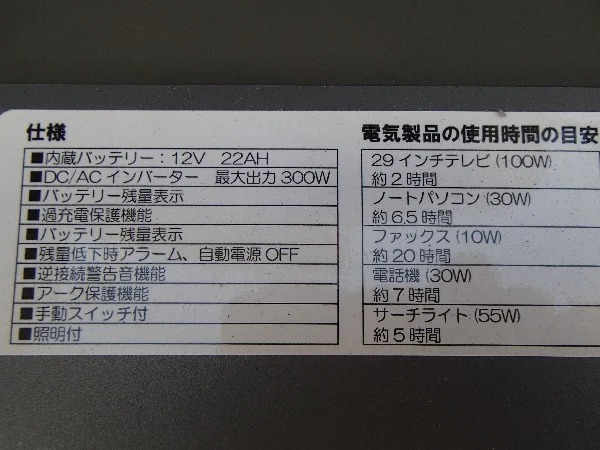 仕様
■内蔵バッテリー：12V 22AH
■DC/AC インバーター 最大出力 300W
■バッテリー残量表示
■過充電保護機能
■バッテリー残量表示
■残量低下時アラーム、自動電源 OFF
■逆接続警告音機能
■アーク保護機能
■手動スイッチ付
■照明付
電気製品の使用時間の目安
29 インチテレビ (100W)
約 2 時間
ノートパソコン (30W)
約 6.5 時間
ファックス (10W)
約 20 時間
電話機 (30W)
約 7 時間
サーチライト (55W)
約 5 時間